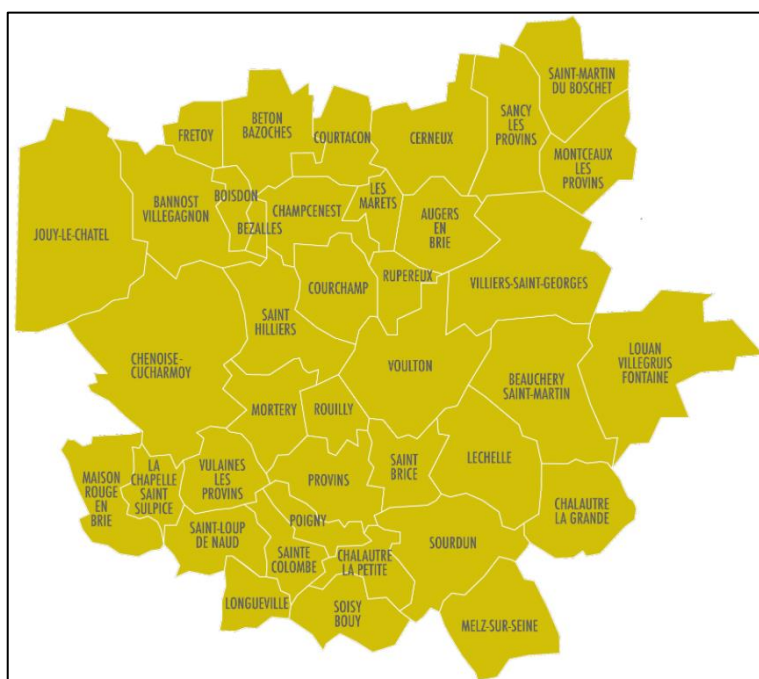 SAINT-MARTIN
DU BOSCHET
BETON
BAZOCHES
FRETOY
COURTACON
CERNEUX
SANCY
LES
PROVINS
MONTCEAUX
LES
PROVINS
JOUY-LE-CHATEL
BANNOST
VILLEGAGNON
BOISDON
BEZALLES
CHAMPCENEST
LES
MARETS
AUGERS
EN
BRIE
COURCHAMP
RUPEREUX
VILLIERS-SAINT-GEORGES
SAINT
HILLIERS
CHENOISE-
CUCHARMOY
VOULTON
BEAUCHERY
SAINT-MARTIN
LOUAN
VILLEGRUIS
FONTAINE
MORTERY
ROUILLY
MAISON
ROUGE
EN
BRIE
LA
CHAPELLE
SAINT
SULPICE
VULAINES
LES
PROVINS
PROVINS
SAINT
BRICE
LECHELLE
CHALAUTRE
LA GRANDE
SAINT-LOUP
DE NAUD
POIGNY
SAINTE
COLOMBE
CHALAUTRE
LA PETITE
SOURDUN
LONGUEVILLE
SOISY
BOUY
MELZ-SUR-SEINE